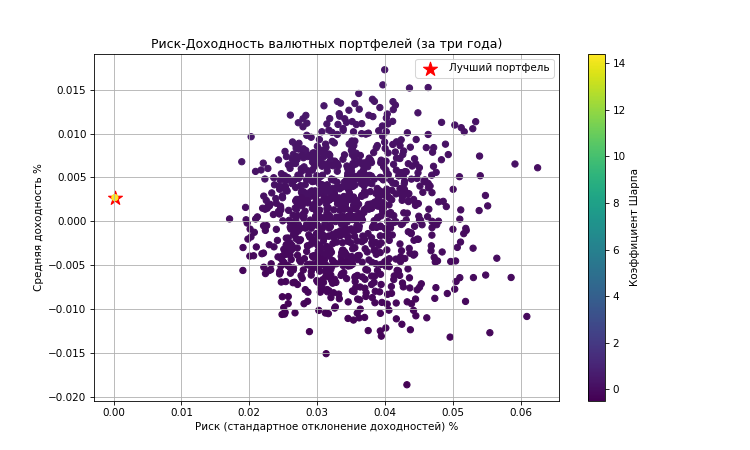 Риск-Доходность валютных портфелей (за три года)
Лучший портфель
Средняя доходность %
0.015
0.010
0.005
0.000
−0.005
−0.010
−0.015
−0.020
0.00 0.01 0.02 0.03 0.04 0.05 0.06
Риск (стандартное отклонение доходностей) %
14
12
10
8
6
4
2
0
Коэффициент Шарпа